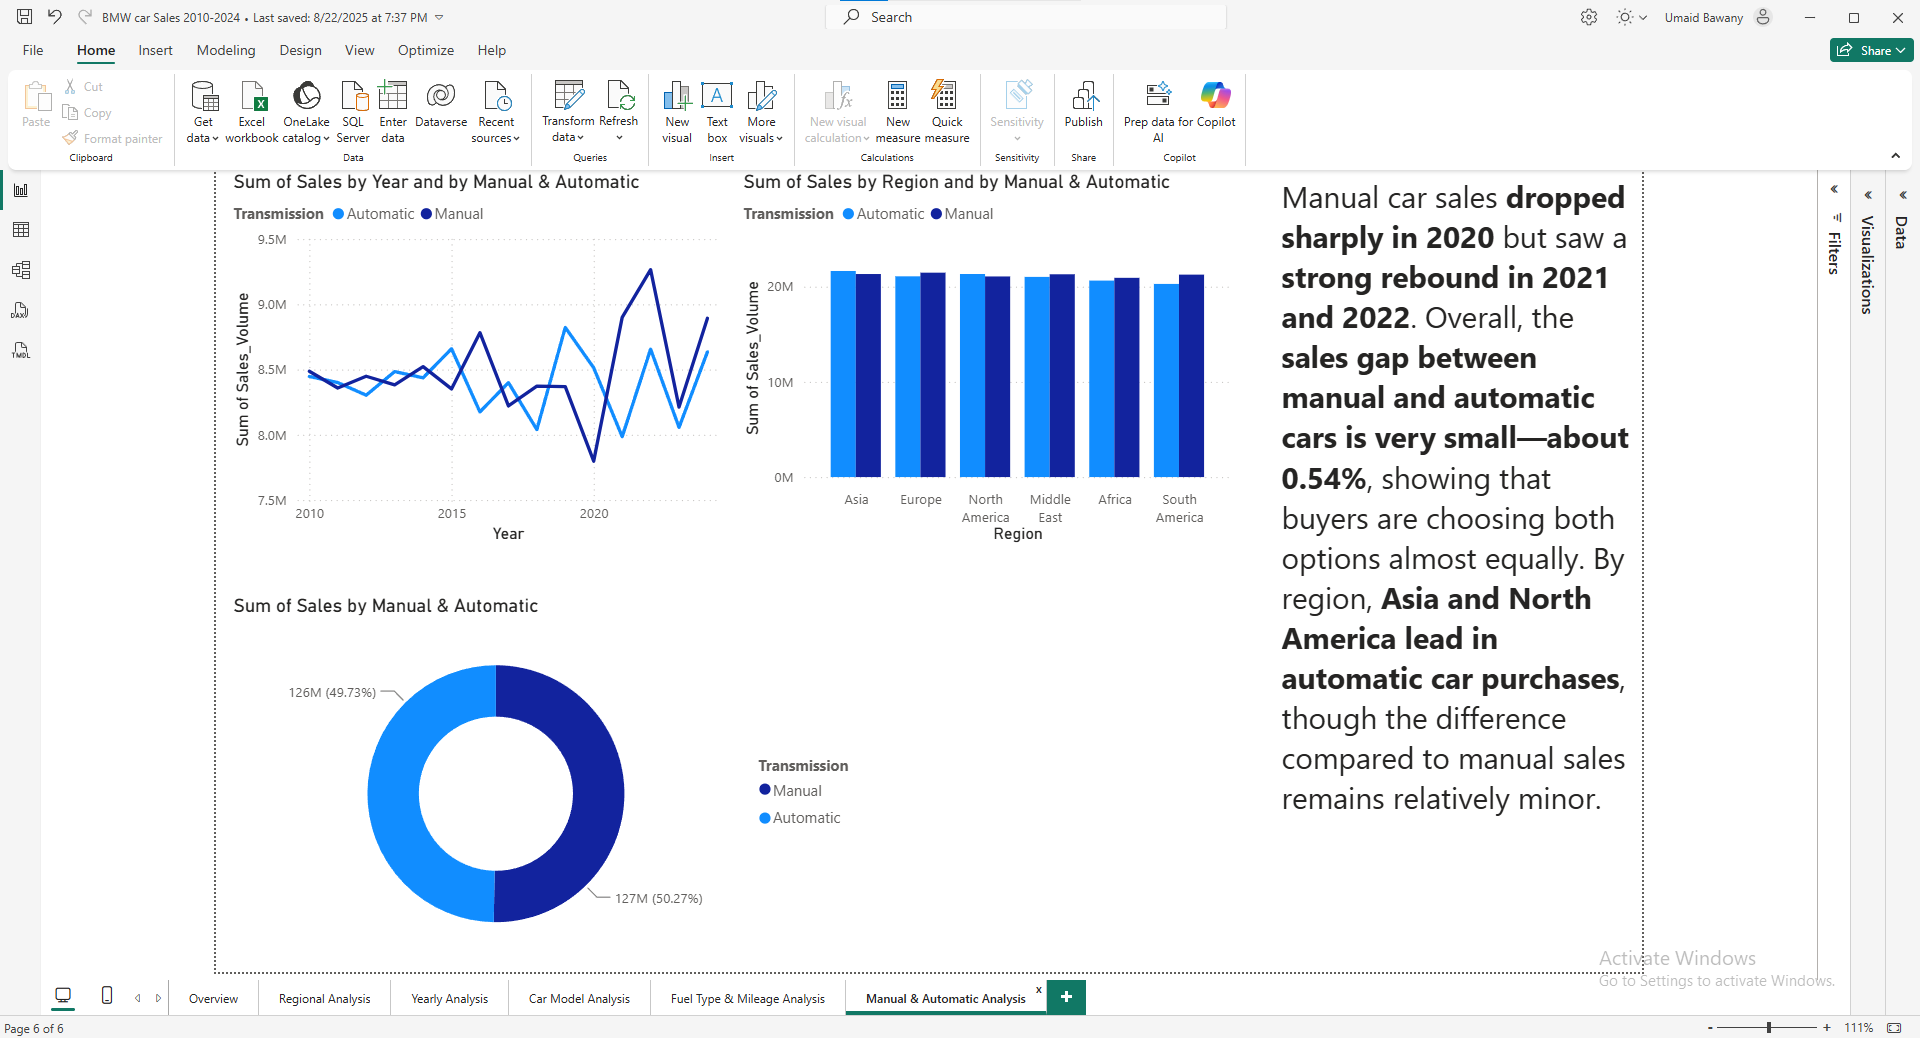 BMW car Sales 2010-2024 • Last saved: 8/22/2025 at 7:37 PM
Search
Umaid Bawany
File Home Insert Modeling Design View Optimize Help
Share
Paste
Cut
Copy
Format painter
Clipboard
Get data
Excel workbook
OneLake catalog
SQL Server
Enter data
Dataverse
Recent sources
Data
Transform data
Refresh
Queries
New visual
Text box
More visuals
Insert
New visual calculation
New measure
Quick measure
Calculations
Sensitivity
Sensitivity
Publish
Share
Prep data for AI
Copilot
Copilot
DAX
TMDL
Sum of Sales by Year and by Manual & Automatic
Transmission Automatic Manual
Sum of Sales_Volume
9.5M
9.0M
8.5M
8.0M
7.5M
2010 2015 2020
Year
Sum of Sales by Region and by Manual & Automatic
Transmission Automatic Manual
Sum of Sales_Volume
20M
10M
0M
Asia Europe North America Middle East Africa South America
Region
Manual car sales dropped
sharply in 2020 but saw a
strong rebound in 2021
and 2022. Overall, the
sales gap between
manual and automatic
cars is very small—about
0.54%, showing that
buyers are choosing both
options almost equally. By
region, Asia and North
America lead in
automatic car purchases,
though the difference
compared to manual sales
remains relatively minor.
Filters
Visualizations
Data
Sum of Sales by Manual & Automatic
126M (49.73%)
127M (50.27%)
Transmission
Manual
Automatic
Activate Windows
Go to Settings to activate Windows.
Overview Regional Analysis Yearly Analysis Car Model Analysis Fuel Type & Mileage Analysis Manual & Automatic Analysis x +
Page 6 of 6
- + 111%